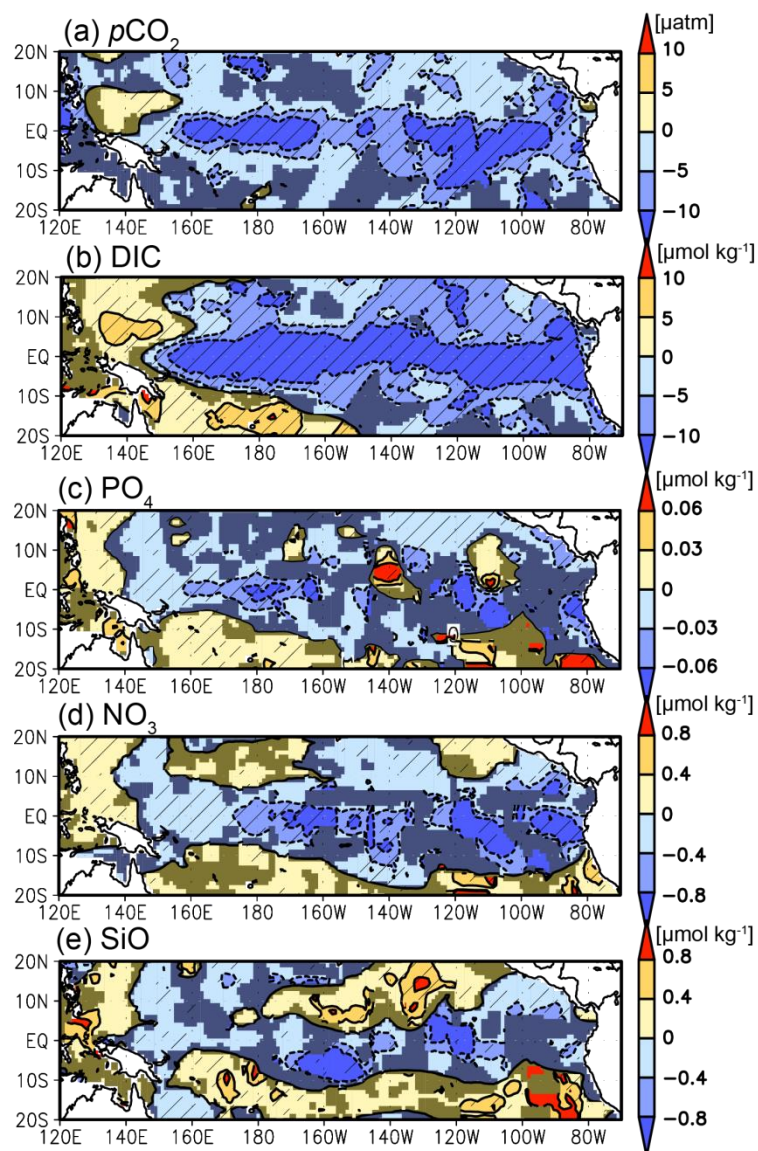 (a) pCO₂ [µatm]
20N
10N
EQ
10S
20S
120E 140E 160E 180 160W 140W 120W 100W 80W
10
5
0
−5
−10
(b) DIC [µmol kg⁻¹]
20N
10N
EQ
10S
20S
120E 140E 160E 180 160W 140W 120W 100W 80W
10
5
0
−5
−10
(c) PO₄ [µmol kg⁻¹]
20N
10N
EQ
10S
20S
120E 140E 160E 180 160W 140W 120W 100W 80W
0.06
0.03
0
−0.03
−0.06
(d) NO₃ [µmol kg⁻¹]
20N
10N
EQ
10S
20S
120E 140E 160E 180 160W 140W 120W 100W 80W
0.8
0.4
0
−0.4
−0.8
(e) SiO [µmol kg⁻¹]
20N
10N
EQ
10S
20S
120E 140E 160E 180 160W 140W 120W 100W 80W
0.8
0.4
0
−0.4
−0.8